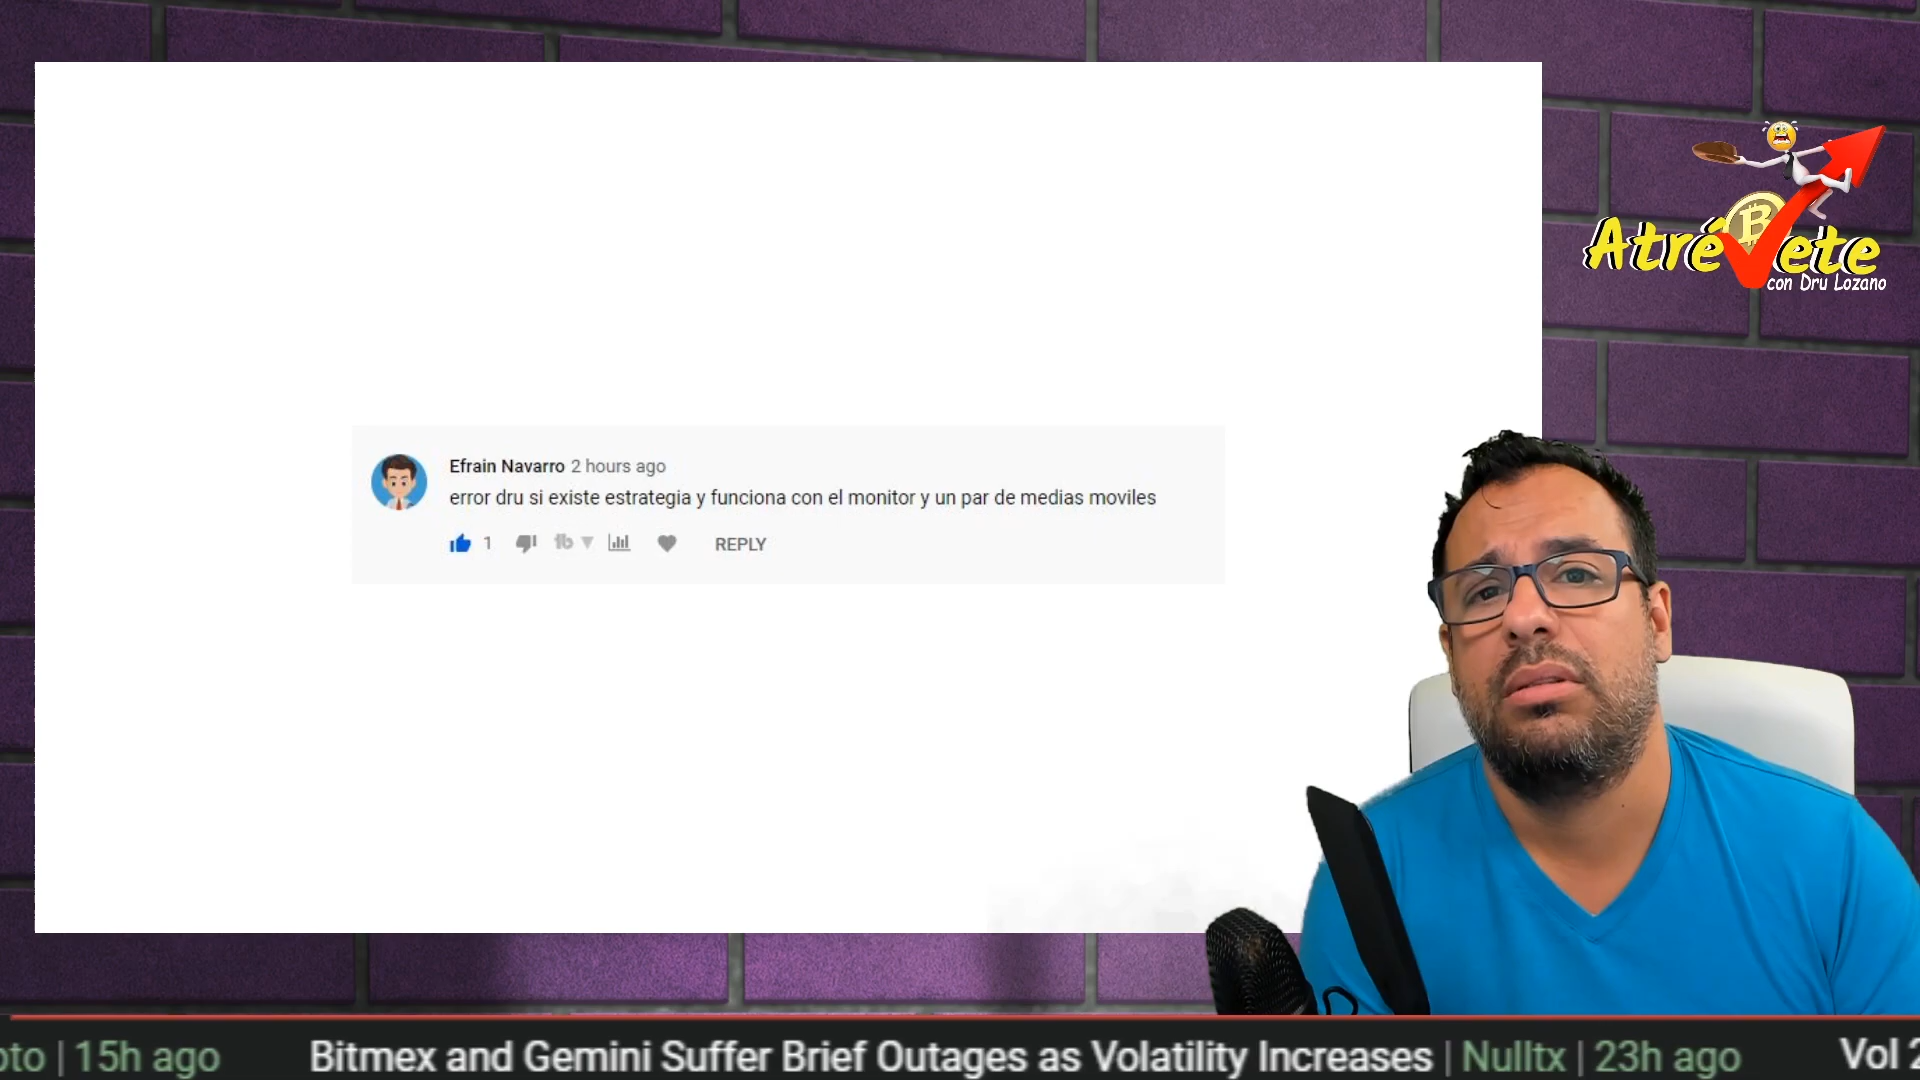 AtréVete
con Dru Lozano
Efrain Navarro 2 hours ago
error dru si existe estrategia y funciona con el monitor y un par de medias moviles
1
REPLY
15h ago
Bitmex and Gemini Suffer Brief Outages as Volatility Increases | Nulltx | 23h ago
Vol